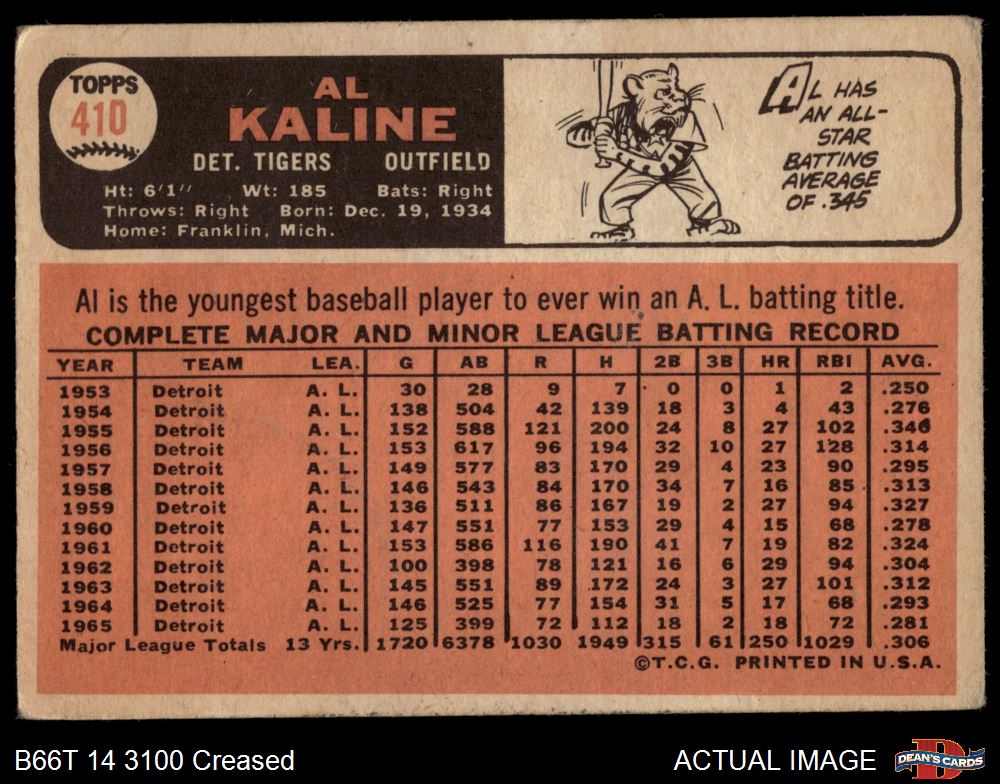 TOPPS
410
AL
KALINE
DET. TIGERS OUTFIELD
Ht: 6'1" Wt: 185 Bats: Right
Throws: Right Born: Dec. 19, 1934
Home: Franklin, Mich.
AL HAS
AN ALL-
STAR
BATTING
AVERAGE
OF .345
Al is the youngest baseball player to ever win an A. L. batting title.
COMPLETE MAJOR AND MINOR LEAGUE BATTING RECORD
YEAR TEAM LEA. G AB R H 2B 3B HR RBI AVG.
1953 Detroit A. L. 30 28 9 7 0 0 1 2 .250
1954 Detroit A. L. 138 504 42 139 18 3 4 43 .276
1955 Detroit A. L. 152 588 121 200 24 8 27 102 .340
1956 Detroit A. L. 153 617 96 194 32 10 27 128 .314
1957 Detroit A. L. 149 577 83 170 29 4 23 90 .295
1958 Detroit A. L. 146 543 84 170 34 7 16 85 .313
1959 Detroit A. L. 136 511 86 167 19 2 27 94 .327
1960 Detroit A. L. 147 551 77 153 29 4 15 68 .278
1961 Detroit A. L. 153 586 116 190 41 7 19 82 .324
1962 Detroit A. L. 100 398 78 121 16 6 29 94 .304
1963 Detroit A. L. 145 551 89 172 24 3 27 101 .312
1964 Detroit A. L. 146 525 77 154 31 5 17 68 .293
1965 Detroit A. L. 125 399 72 112 18 2 18 72 .281
Major League Totals 13 Yrs. 1720 6378 1030 1949 315 61 250 1029 .306
©T.C.G. PRINTED IN U.S.A.
B66T 14 3100 Creased
ACTUAL IMAGE
DEAN'S CARDS